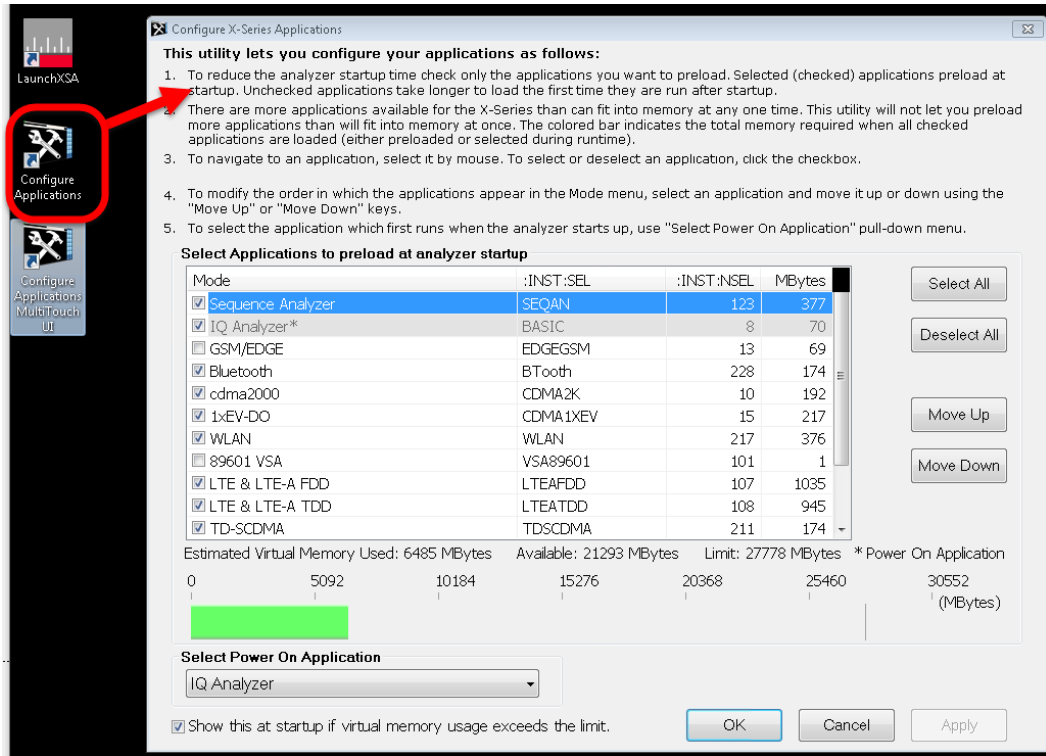 LaunchXSA
Configure
Applications
Configure
Applications
MultiTouch
UI
Configure X-Series Applications
This utility lets you configure your applications as follows:
1. To reduce the analyzer startup time check only the applications you want to preload. Selected (checked) applications preload at
startup. Unchecked applications take longer to load the first time they are run after startup.
2. There are more applications available for the X-Series than can fit into memory at any one time. This utility will not let you preload
more applications than will fit into memory at once. The colored bar indicates the total memory required when all checked
applications are loaded (either preloaded or selected during runtime).
3. To navigate to an application, select it by mouse. To select or deselect an application, click the checkbox.
4. To modify the order in which the applications appear in the Mode menu, select an application and move it up or down using the
"Move Up" or "Move Down" keys.
5. To select the application which first runs when the analyzer starts up, use "Select Power On Application" pull-down menu.
Select Applications to preload at analyzer startup
Mode :INST:SEL :INST:NSEL MBytes
Sequence Analyzer SEQAN 123 377
IQ Analyzer* BASIC 8 70
GSM/EDGE EDGEGSM 13 69
Bluetooth BTooth 228 174
cdma2000 CDMA2K 10 192
1xEV-DO CDMA1XEV 15 217
WLAN WLAN 217 376
89601 VSA VSA89601 101 1
LTE & LTE-A FDD LTEAFDD 107 1035
LTE & LTE-A TDD LTEATDD 108 945
TD-SCDMA TDSCDMA 211 174
Select All
Deselect All
Move Up
Move Down
Estimated Virtual Memory Used: 6485 MBytes Available: 21293 MBytes Limit: 27778 MBytes * Power On Application
0 5092 10184 15276 20368 25460 30552
(MBytes)
Select Power On Application
IQ Analyzer
Show this at startup if virtual memory usage exceeds the limit.
OK Cancel Apply